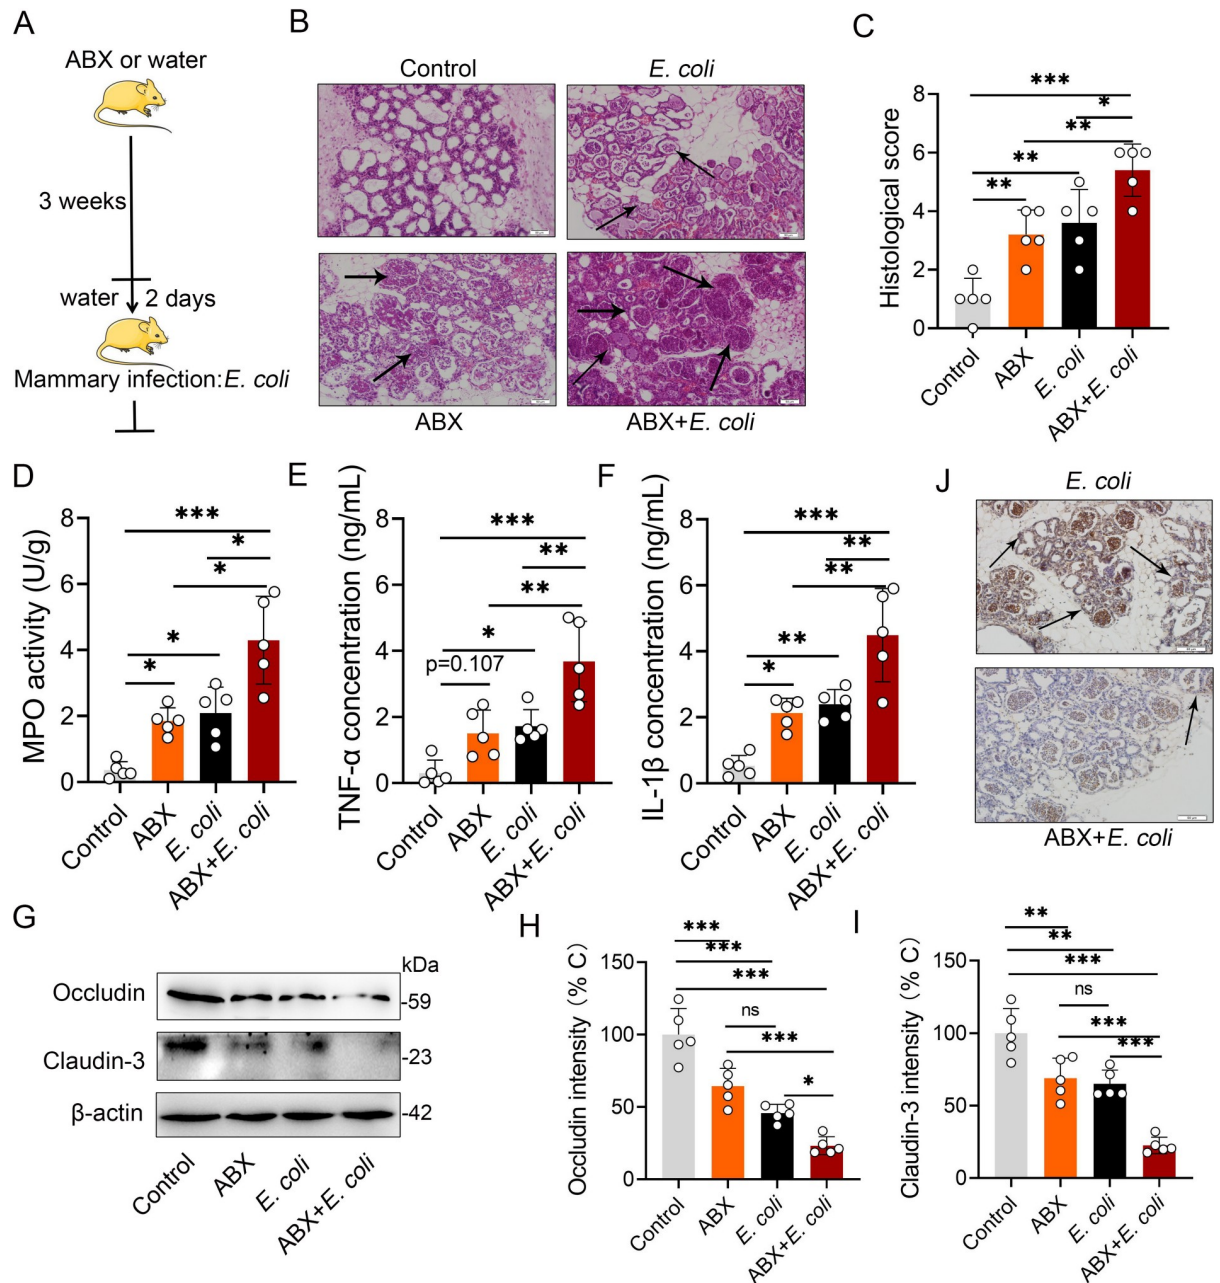 A
ABX or water
3 weeks
water
2 days
Mammary infection:E. coli
B
Control
E. coli
ABX
ABX+E. coli
C
Histological score
8
6
4
2
0
***
*
**
**
**
Control
ABX
E. coli
ABX+E. coli
D
MPO activity (U/g)
8
6
4
2
0
***
*
*
*
*
Control
ABX
E. coli
ABX+E. coli
E
TNF-α concentration (ng/mL)
8
6
4
2
0
***
**
**
*
p=0.107
Control
ABX
E. coli
ABX+E. coli
F
IL-1β concentration (ng/mL)
8
6
4
2
0
***
**
**
**
*
Control
ABX
E. coli
ABX+E. coli
J
E. coli
ABX+E. coli
G
kDa
Occludin
-59
Claudin-3
-23
β-actin
-42
Control
ABX
E. coli
ABX+E. coli
H
Occludin intensity (% C)
150
100
50
0
***
***
***
ns
***
*
Control
ABX
E. coli
ABX+E. coli
I
Claudin-3 intensity (% C)
150
100
50
0
**
**
***
ns
***
***
Control
ABX
E. coli
ABX+E. coli